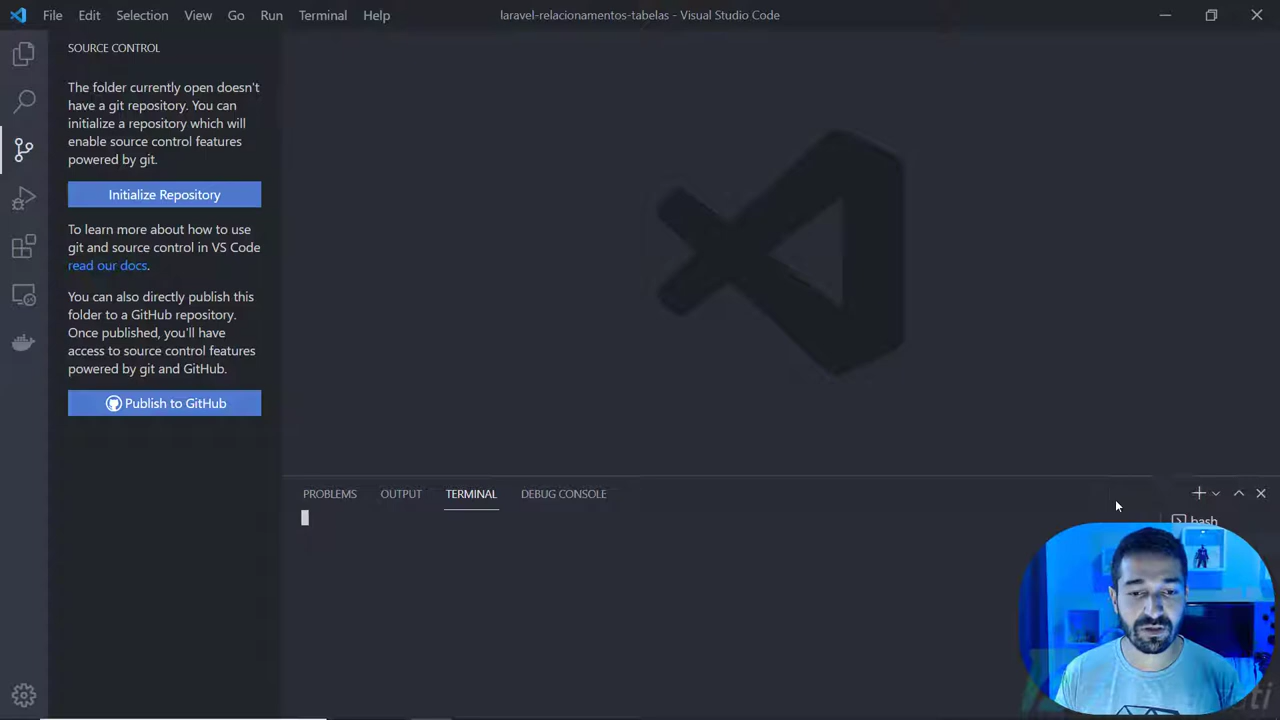 File Edit Selection View Go Run Terminal Help
laravel-relacionamentos-tabelas - Visual Studio Code
SOURCE CONTROL
The folder currently open doesn't
have a git repository. You can
initialize a repository which will
enable source control features
powered by git.
Initialize Repository
To learn more about how to use
git and source control in VS Code
read our docs.
You can also directly publish this
folder to a GitHub repository.
Once published, you'll have
access to source control features
powered by git and GitHub.
Publish to GitHub
PROBLEMS OUTPUT TERMINAL DEBUG CONSOLE
bash